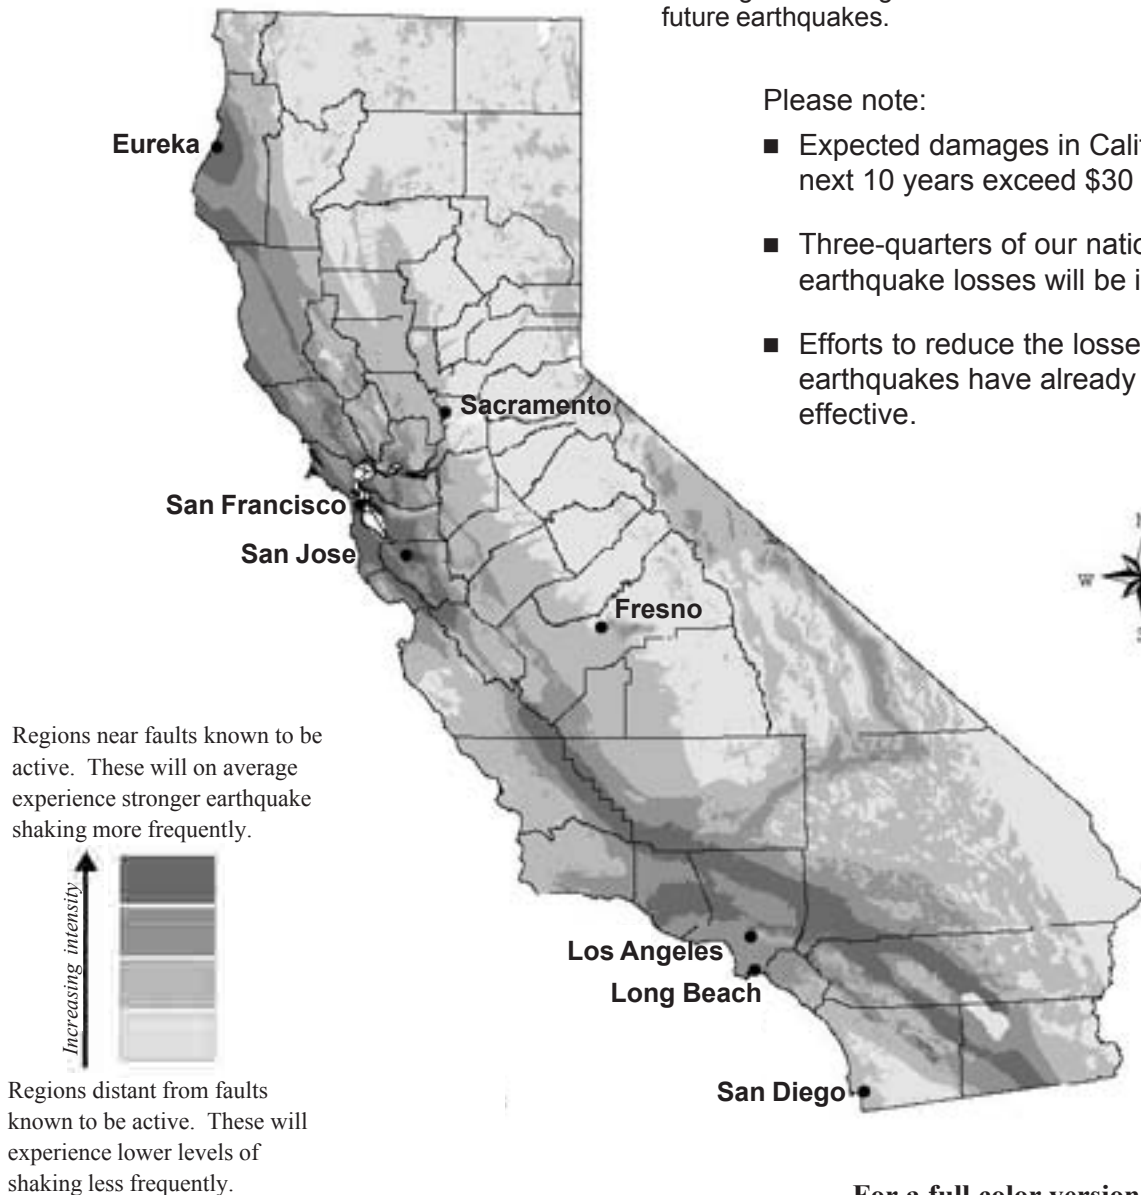 future earthquakes.
Please note:
■ Expected damages in Cali
next 10 years exceed $30
■ Three-quarters of our natio
earthquake losses will be i
■ Efforts to reduce the losse
earthquakes have already
effective.
Eureka
Sacramento
San Francisco
San Jose
W
Fresno
Regions near faults known to be
active. These will on average
experience stronger earthquake
shaking more frequently.
Increasing intensity
Los Angeles
Long Beach
San Diego
Regions distant from faults
known to be active. These will
experience lower levels of
shaking less frequently.
For a full color version